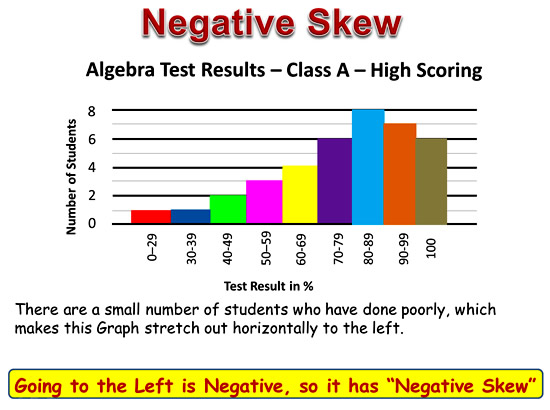 Negative Skew
Algebra Test Results – Class A – High Scoring
Number of Students
8
6
4
2
0
0–29
30-39
40-49
50–59
60-69
70-79
80-89
90-99
100
Test Result in %
There are a small number of students who have done poorly, which
makes this Graph stretch out horizontally to the left.
Going to the Left is Negative, so it has “Negative Skew”